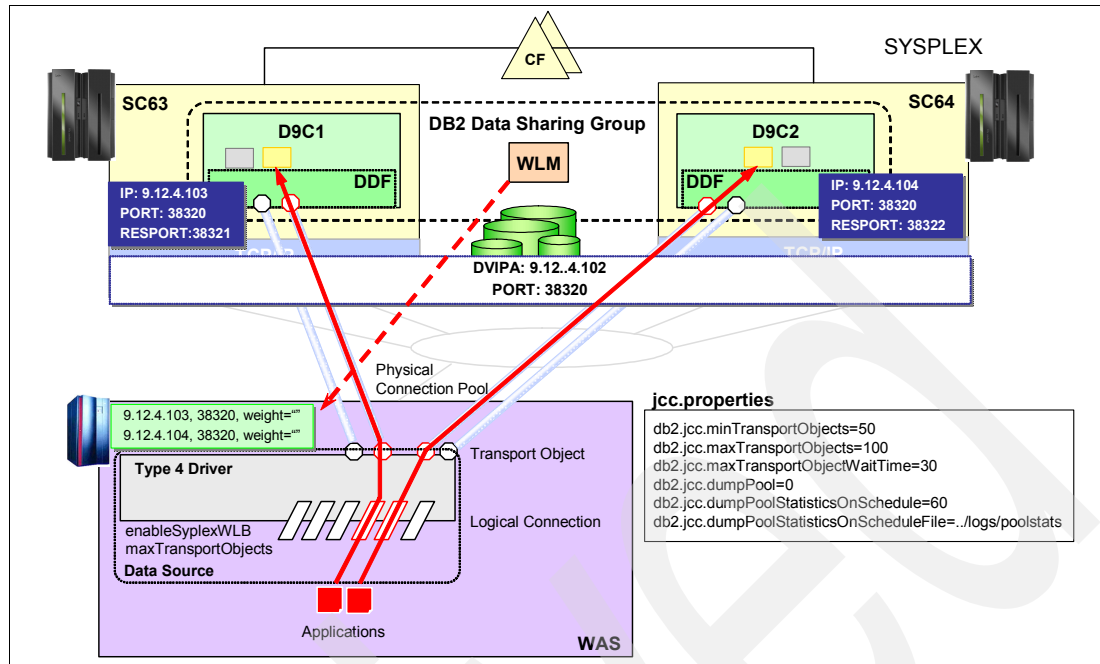 CF
SYSPLEX
SC63
SC64
D9C1
DB2 Data Sharing Group
D9C2
WLM
DDF
DDF
IP: 9.12.4.103
PORT: 38320
RESPORT:38321
IP: 9.12.4.104
PORT: 38320
RESPORT: 38322
TCP/IP
TCP/IP
DVIPA: 9.12..4.102
PORT: 38320
Physical
Connection Pool
9.12.4.103, 38320, weight=“”
9.12.4.104, 38320, weight=“”
Type 4 Driver
Transport Object
Logical Connection
enableSyplexWLB
maxTransportObjects
Data Source
Applications
WAS
jcc.properties
db2.jcc.minTransportObjects=50
db2.jcc.maxTransportObjects=100
db2.jcc.maxTransportObjectWaitTime=30
db2.jcc.dumpPool=0
db2.jcc.dumpPoolStatisticsOnSchedule=60
db2.jcc.dumpPoolStatisticsOnScheduleFile=../logs/poolstats